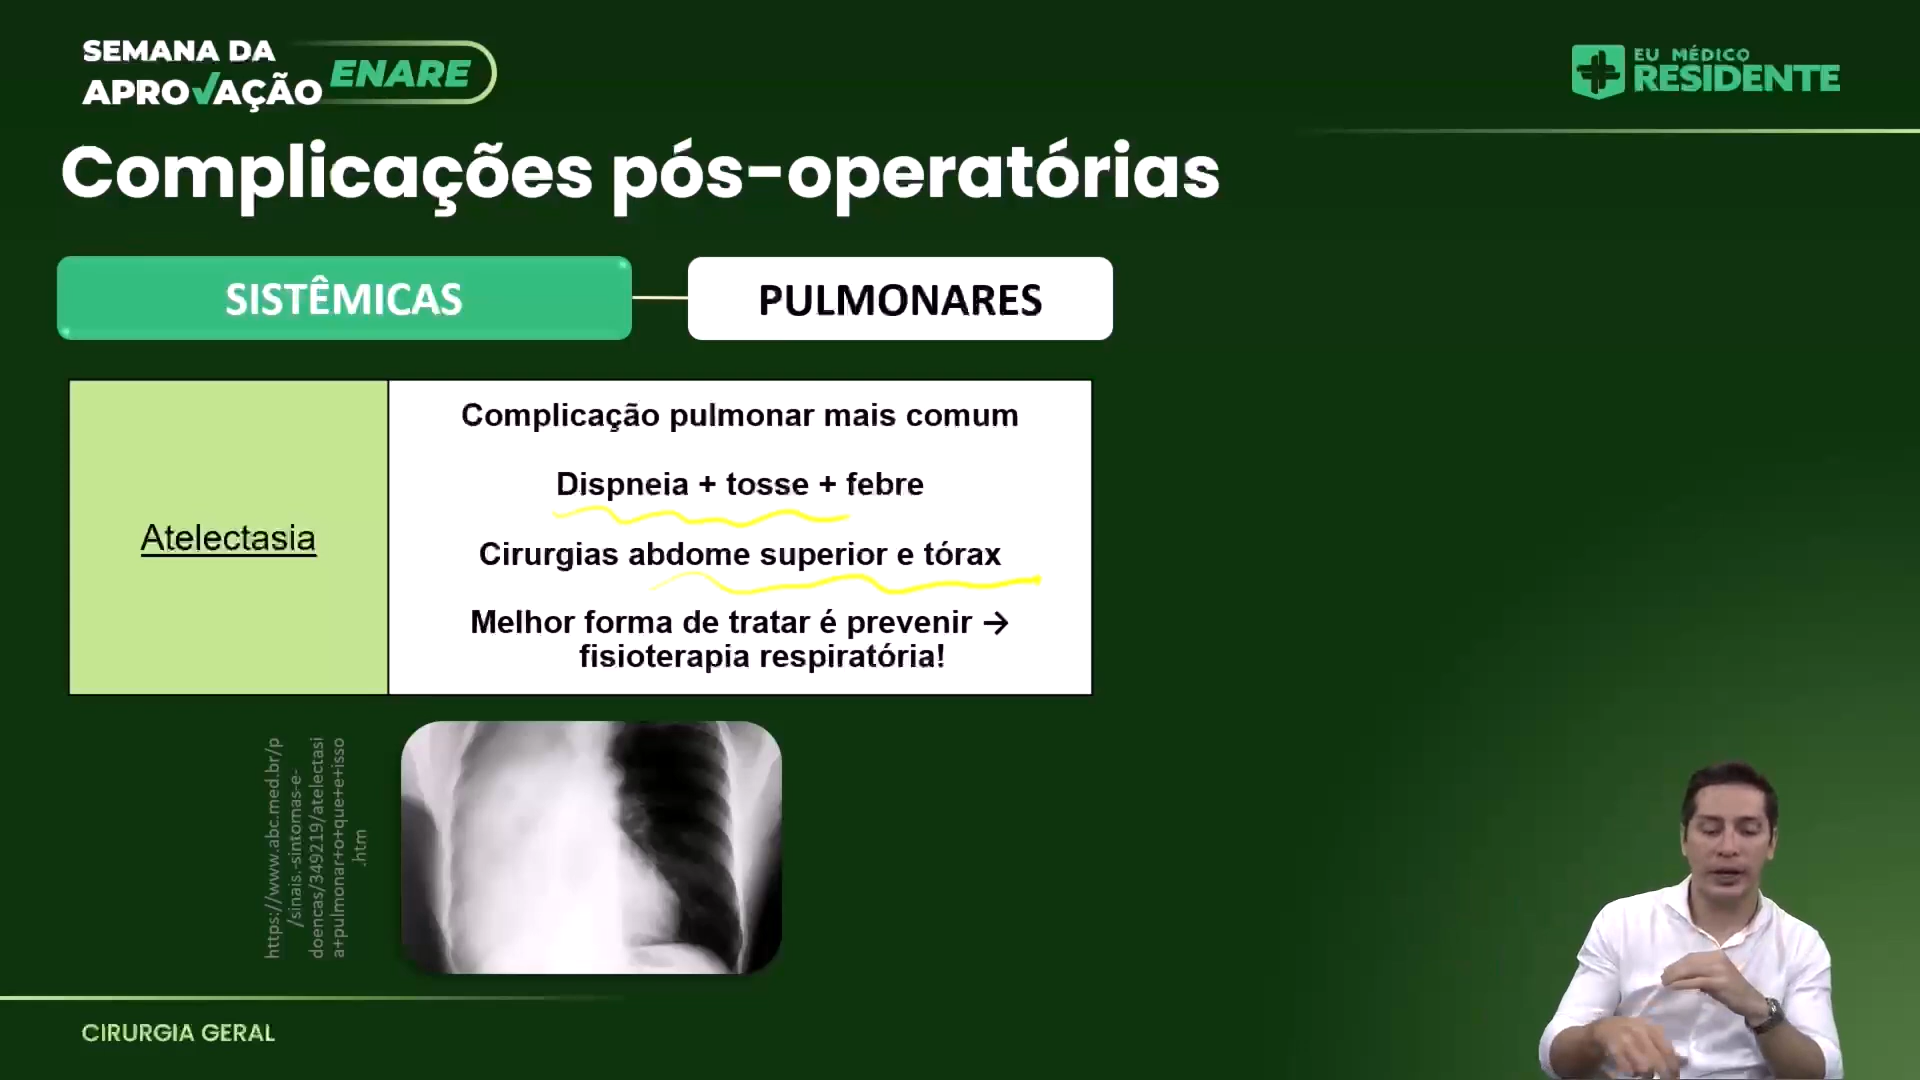 SEMANA DA
APROVAÇÃO ENARE
EU MÉDICO
RESIDENTE
Complicações pós-operatórias
SISTÊMICAS
PULMONARES
Atelectasia
Complicação pulmonar mais comum
Dispneia + tosse + febre
Cirurgias abdome superior e tórax
Melhor forma de tratar é prevenir →
fisioterapia respiratória!
https://www.abc.med.br/p
/sinais.-sintomas-e-
doencas/349219/atelectasi
a+pulmonar+o+que+e+isso
.htm
CIRURGIA GERAL